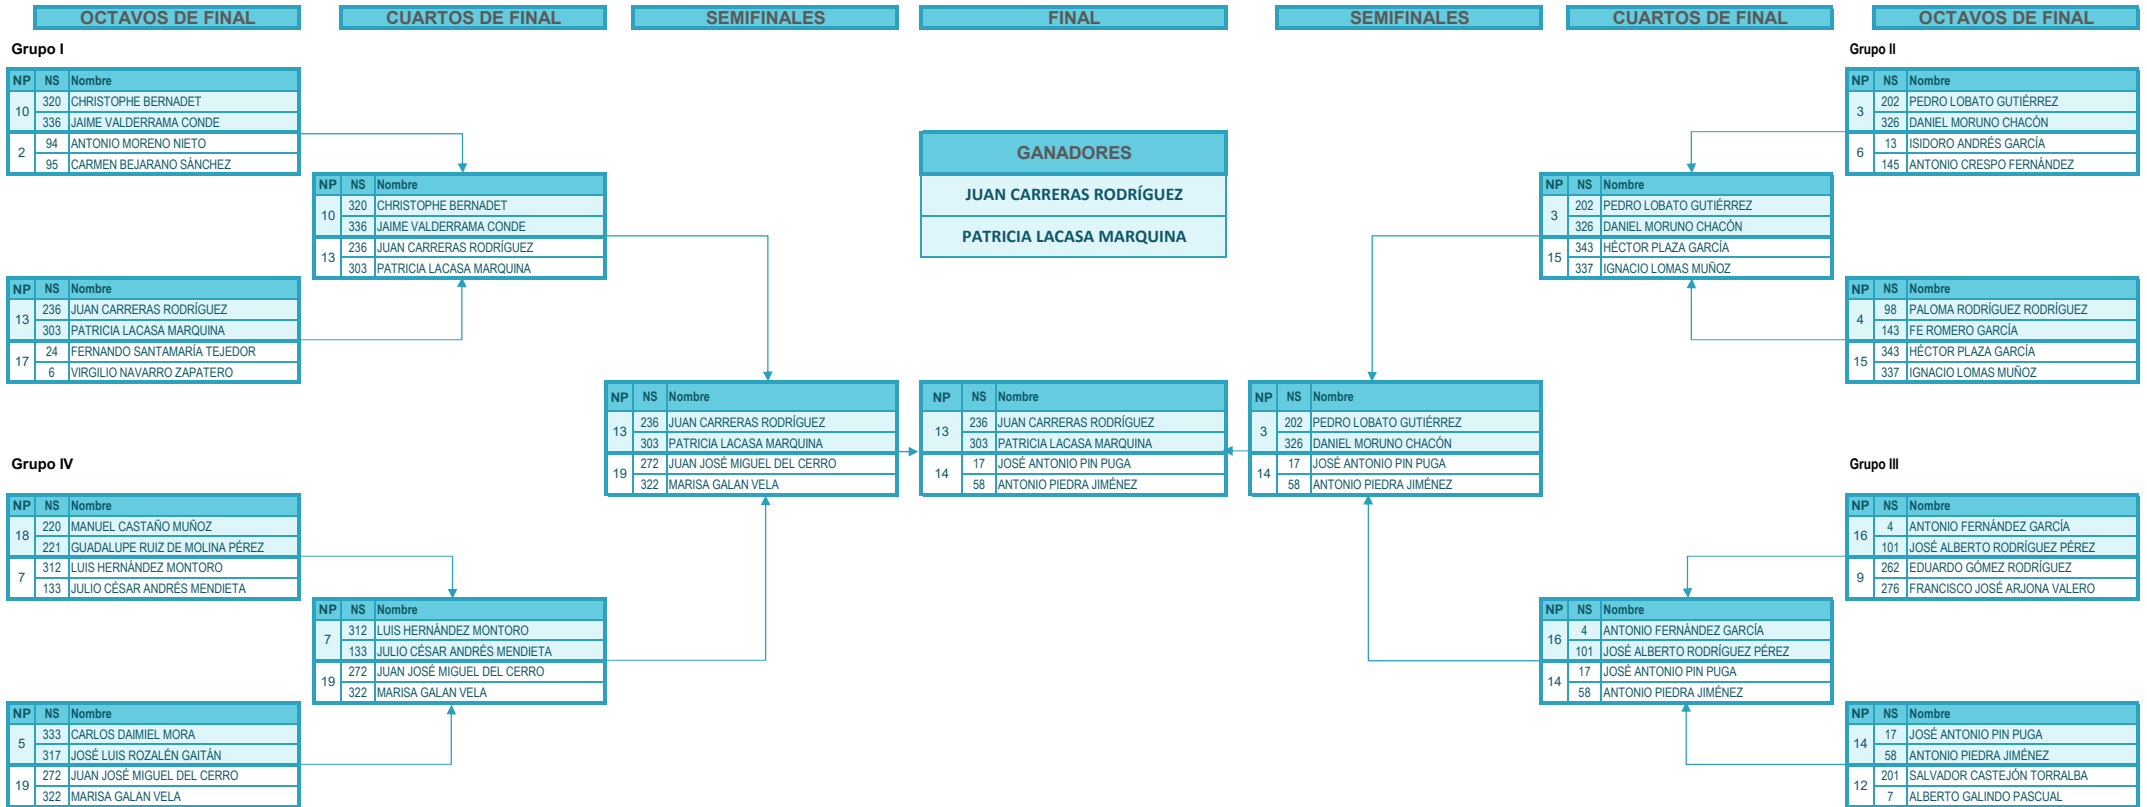 OCTAVOS DE FINAL CUARTOS DE FINAL SEMIFINALES FINAL SEMIFINALES CUARTOS DE FINAL OCTAVOS DE FINAL
Grupo I
NP NS Nombre
10 320 CHRISTOPHE BERNADET
336 JAIME VALDERRAMA CONDE
2 94 ANTONIO MORENO NIETO
95 CARMEN BEJARANO SÁNCHEZ
NP NS Nombre
13 236 JUAN CARRERAS RODRÍGUEZ
303 PATRICIA LACASA MARQUINA
17 24 FERNANDO SANTAMARÍA TEJEDOR
6 VIRGILIO NAVARRO ZAPATERO
Grupo IV
NP NS Nombre
18 220 MANUEL CASTAÑO MUÑOZ
221 GUADALUPE RUIZ DE MOLINA PÉREZ
7 312 LUIS HERNÁNDEZ MONTORO
133 JULIO CÉSAR ANDRÉS MENDIETA
NP NS Nombre
5 333 CARLOS DAIMIEL MORA
317 JOSÉ LUIS ROZALÉN GAITÁN
19 272 JUAN JOSÉ MIGUEL DEL CERRO
322 MARISA GALAN VELA
NP NS Nombre
10 320 CHRISTOPHE BERNADET
336 JAIME VALDERRAMA CONDE
13 236 JUAN CARRERAS RODRÍGUEZ
303 PATRICIA LACASA MARQUINA
NP NS Nombre
7 312 LUIS HERNÁNDEZ MONTORO
133 JULIO CÉSAR ANDRÉS MENDIETA
19 272 JUAN JOSÉ MIGUEL DEL CERRO
322 MARISA GALAN VELA
NP NS Nombre
13 236 JUAN CARRERAS RODRÍGUEZ
303 PATRICIA LACASA MARQUINA
19 272 JUAN JOSÉ MIGUEL DEL CERRO
322 MARISA GALAN VELA
GANADORES
JUAN CARRERAS RODRÍGUEZ
PATRICIA LACASA MARQUINA
NP NS Nombre
13 236 JUAN CARRERAS RODRÍGUEZ
303 PATRICIA LACASA MARQUINA
14 17 JOSÉ ANTONIO PIN PUGA
58 ANTONIO PIEDRA JIMÉNEZ
NP NS Nombre
3 202 PEDRO LOBATO GUTIÉRREZ
326 DANIEL MORUNO CHACÓN
14 17 JOSÉ ANTONIO PIN PUGA
58 ANTONIO PIEDRA JIMÉNEZ
NP NS Nombre
3 202 PEDRO LOBATO GUTIÉRREZ
326 DANIEL MORUNO CHACÓN
15 343 HÉCTOR PLAZA GARCÍA
337 IGNACIO LOMAS MUÑOZ
NP NS Nombre
16 4 ANTONIO FERNÁNDEZ GARCÍA
101 JOSÉ ALBERTO RODRÍGUEZ PÉREZ
14 17 JOSÉ ANTONIO PIN PUGA
58 ANTONIO PIEDRA JIMÉNEZ
Grupo II
NP NS Nombre
3 202 PEDRO LOBATO GUTIÉRREZ
326 DANIEL MORUNO CHACÓN
6 13 ISIDORO ANDRÉS GARCÍA
145 ANTONIO CRESPO FERNÁNDEZ
NP NS Nombre
4 98 PALOMA RODRÍGUEZ RODRÍGUEZ
143 FE ROMERO GARCÍA
15 343 HÉCTOR PLAZA GARCÍA
337 IGNACIO LOMAS MUÑOZ
Grupo III
NP NS Nombre
16 4 ANTONIO FERNÁNDEZ GARCÍA
101 JOSÉ ALBERTO RODRÍGUEZ PÉREZ
9 262 EDUARDO GÓMEZ RODRÍGUEZ
276 FRANCISCO JOSÉ ARJONA VALERO
NP NS Nombre
14 17 JOSÉ ANTONIO PIN PUGA
58 ANTONIO PIEDRA JIMÉNEZ
12 201 SALVADOR CASTEJÓN TORRALBA
7 ALBERTO GALINDO PASCUAL